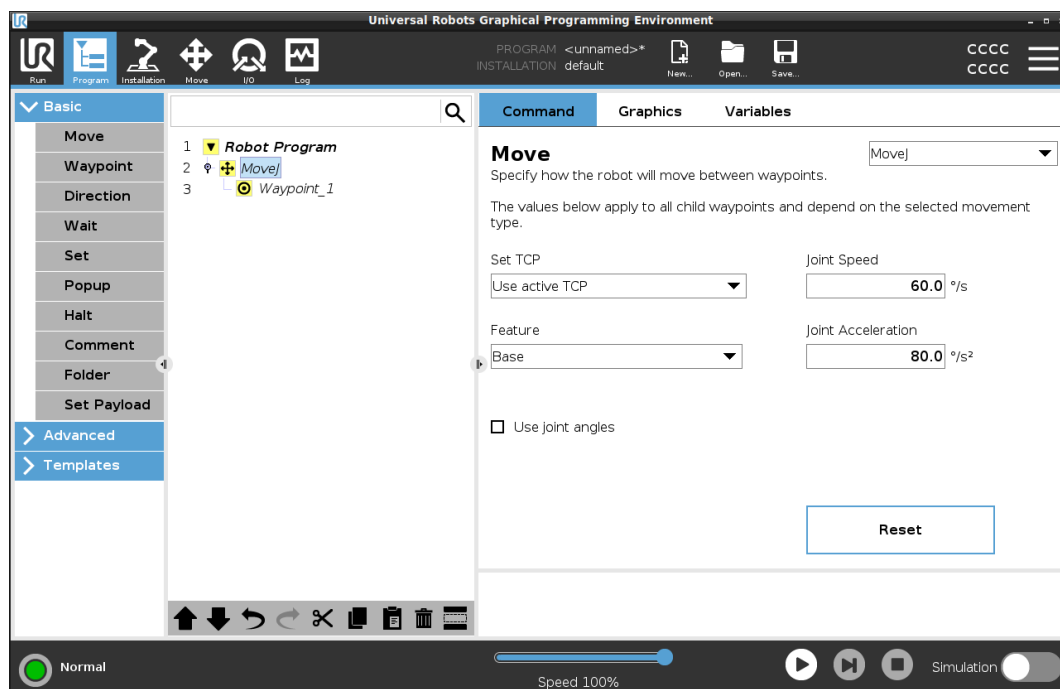 Universal Robots Graphical Programming Environment
UR
Run
Program
Installation
Move
I/O
Log
PROGRAM <unnamed>*
INSTALLATION default
New...
Open...
Save...
CCCC
CCCC
Basic
Move
Waypoint
Direction
Wait
Set
Popup
Halt
Comment
Folder
Set Payload
Advanced
Templates
1 Robot Program
2 MoveJ
3 Waypoint_1
Command Graphics Variables
Move
MoveJ
Specify how the robot will move between waypoints.
The values below apply to all child waypoints and depend on the selected movement
type.
Set TCP
Use active TCP
Joint Speed
60.0 °/s
Feature
Base
Joint Acceleration
80.0 °/s²
Use joint angles
Reset
Normal
Speed 100%
Simulation